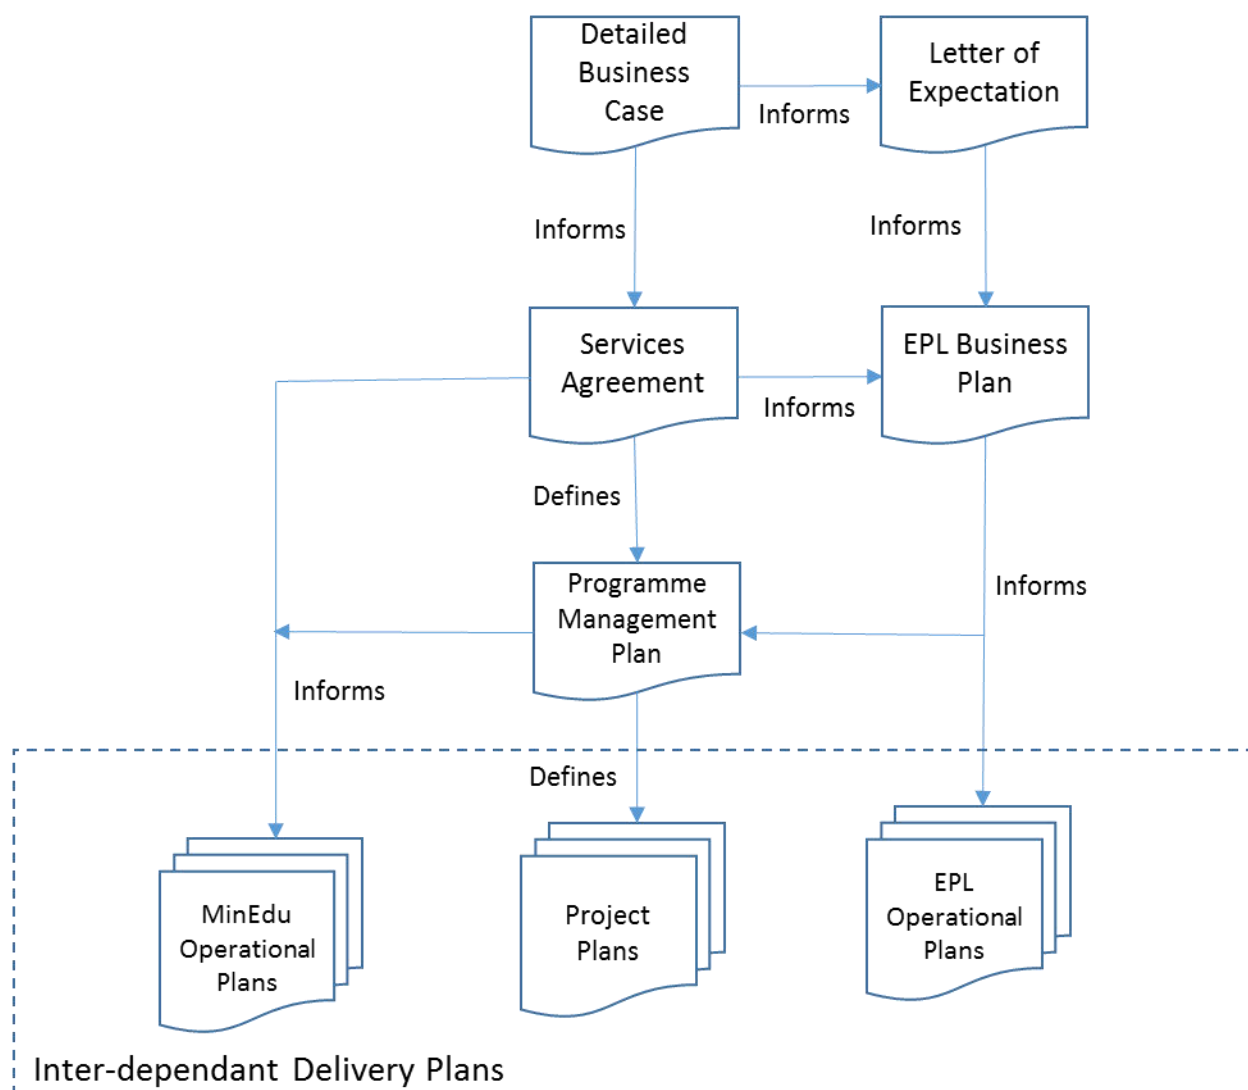 Detailed
Business
Case
Letter of
Expectation
Informs
Informs
Informs
Services
Agreement
EPL Business
Plan
Informs
Defines
Programme
Management
Plan
Informs
Informs
Defines
MinEdu
Operational
Plans
Project
Plans
EPL
Operational
Plans
Inter-dependant Delivery Plans